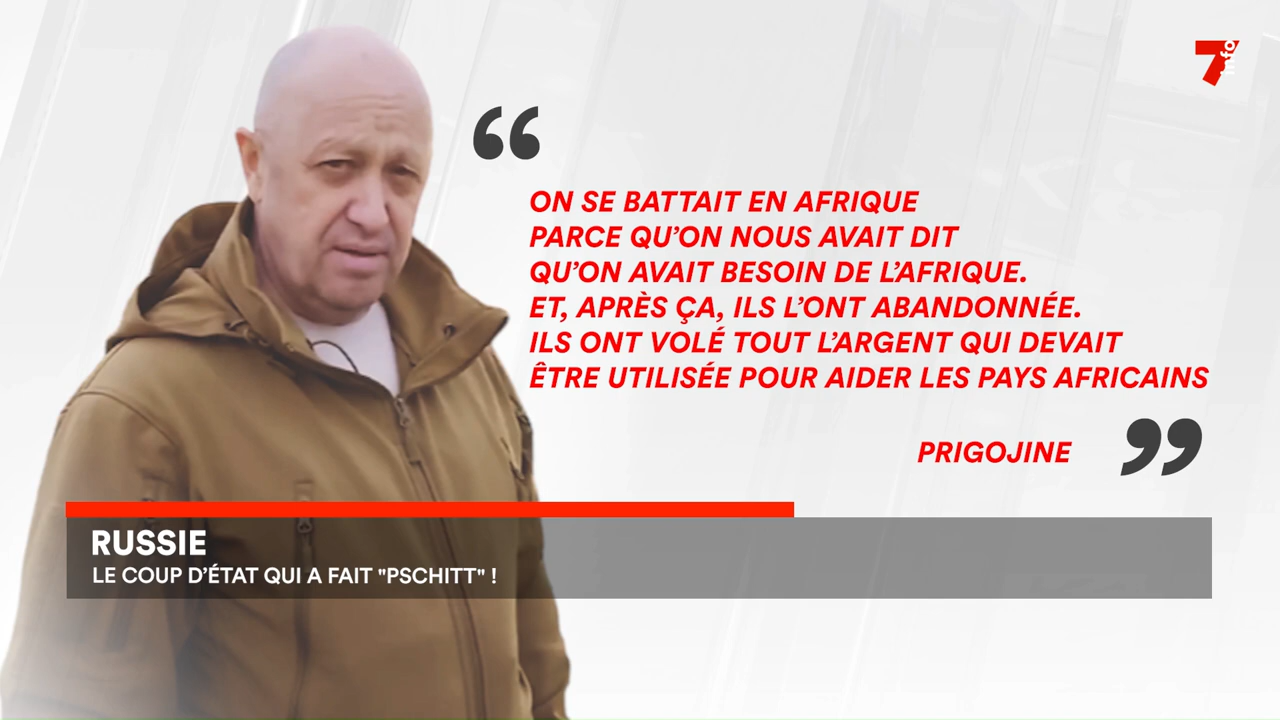 7 info
ON SE BATTAIT EN AFRIQUE
PARCE QU'ON NOUS AVAIT DIT
QU'ON AVAIT BESOIN DE L'AFRIQUE.
ET, APRÈS ÇA, ILS L'ONT ABANDONNÉE.
ILS ONT VOLÉ TOUT L'ARGENT QUI DEVAIT
ÊTRE UTILISÉE POUR AIDER LES PAYS AFRICAINS
PRIGOJINE
RUSSIE
LE COUP D'ÉTAT QUI A FAIT "PSCHITT" !